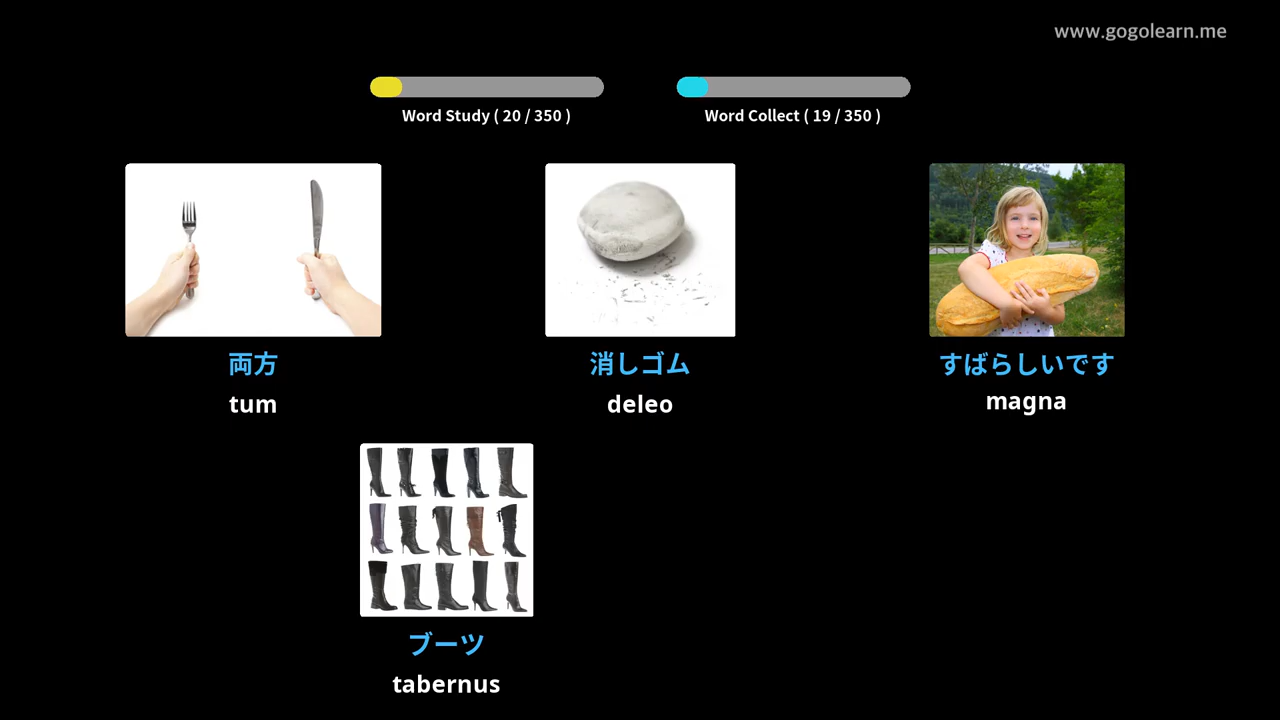 www.gogolearn.me
Word Study ( 20 / 350 )
Word Collect ( 19 / 350 )
両方
tum
消しゴム
deleo
すばらしいです
magna
ブーツ
tabernus